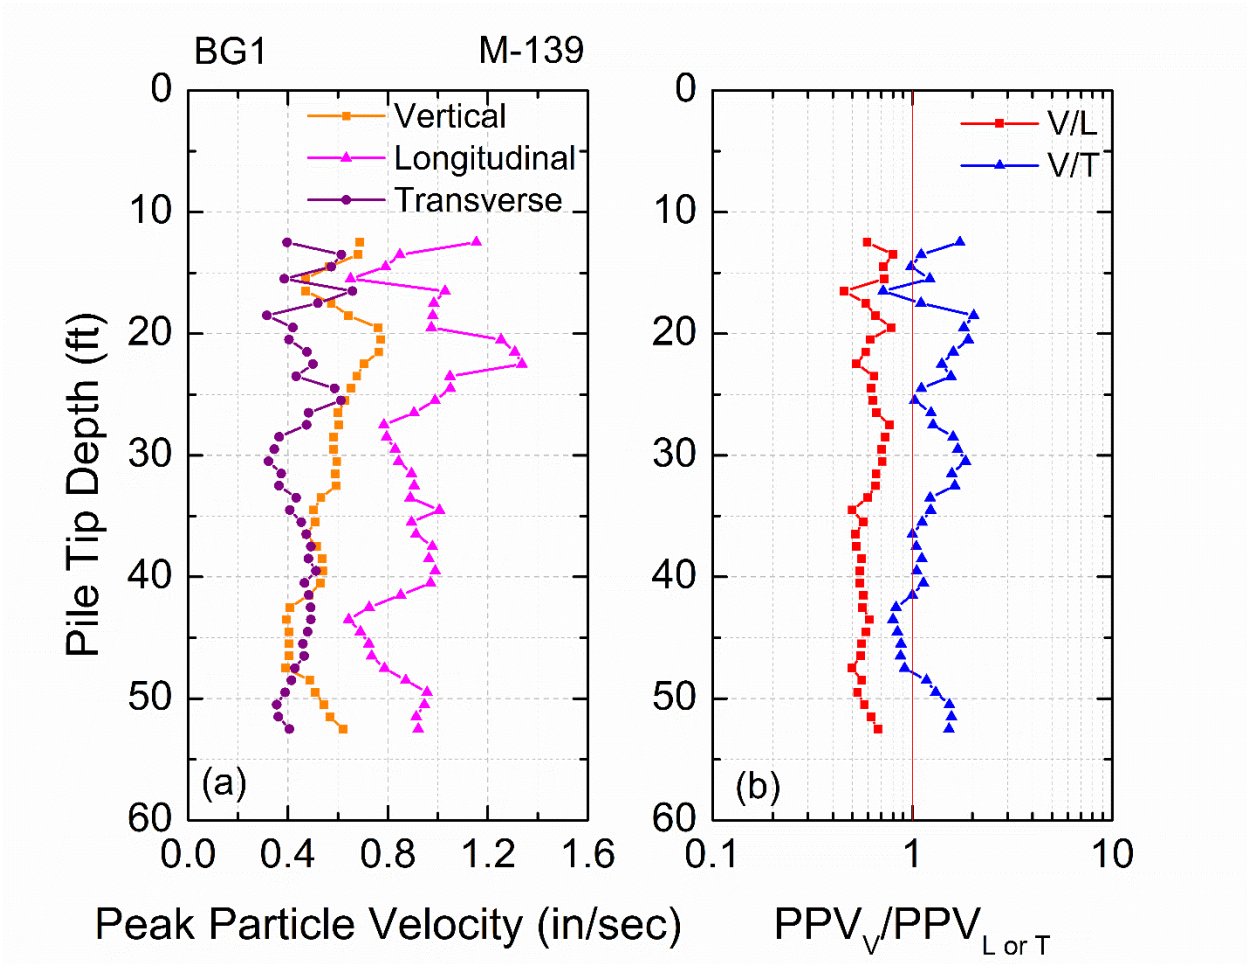 BG1 M-139
0
10
20
30
40
50
60
0.0 0.4 0.8 1.2 1.6
Pile Tip Depth (ft)
Peak Particle Velocity (in/sec)
Vertical
Longitudinal
Transverse
(a)
0
10
20
30
40
50
60
0.1 1 10
PPVV/PPVL or T
V/L
V/T
(b)